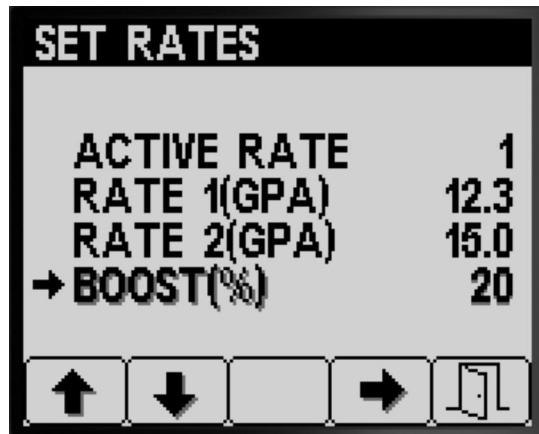 SET RATES
ACTIVE RATE 1
RATE 1(GPA) 12.3
RATE 2(GPA) 15.0
➔ BOOST(%) 20